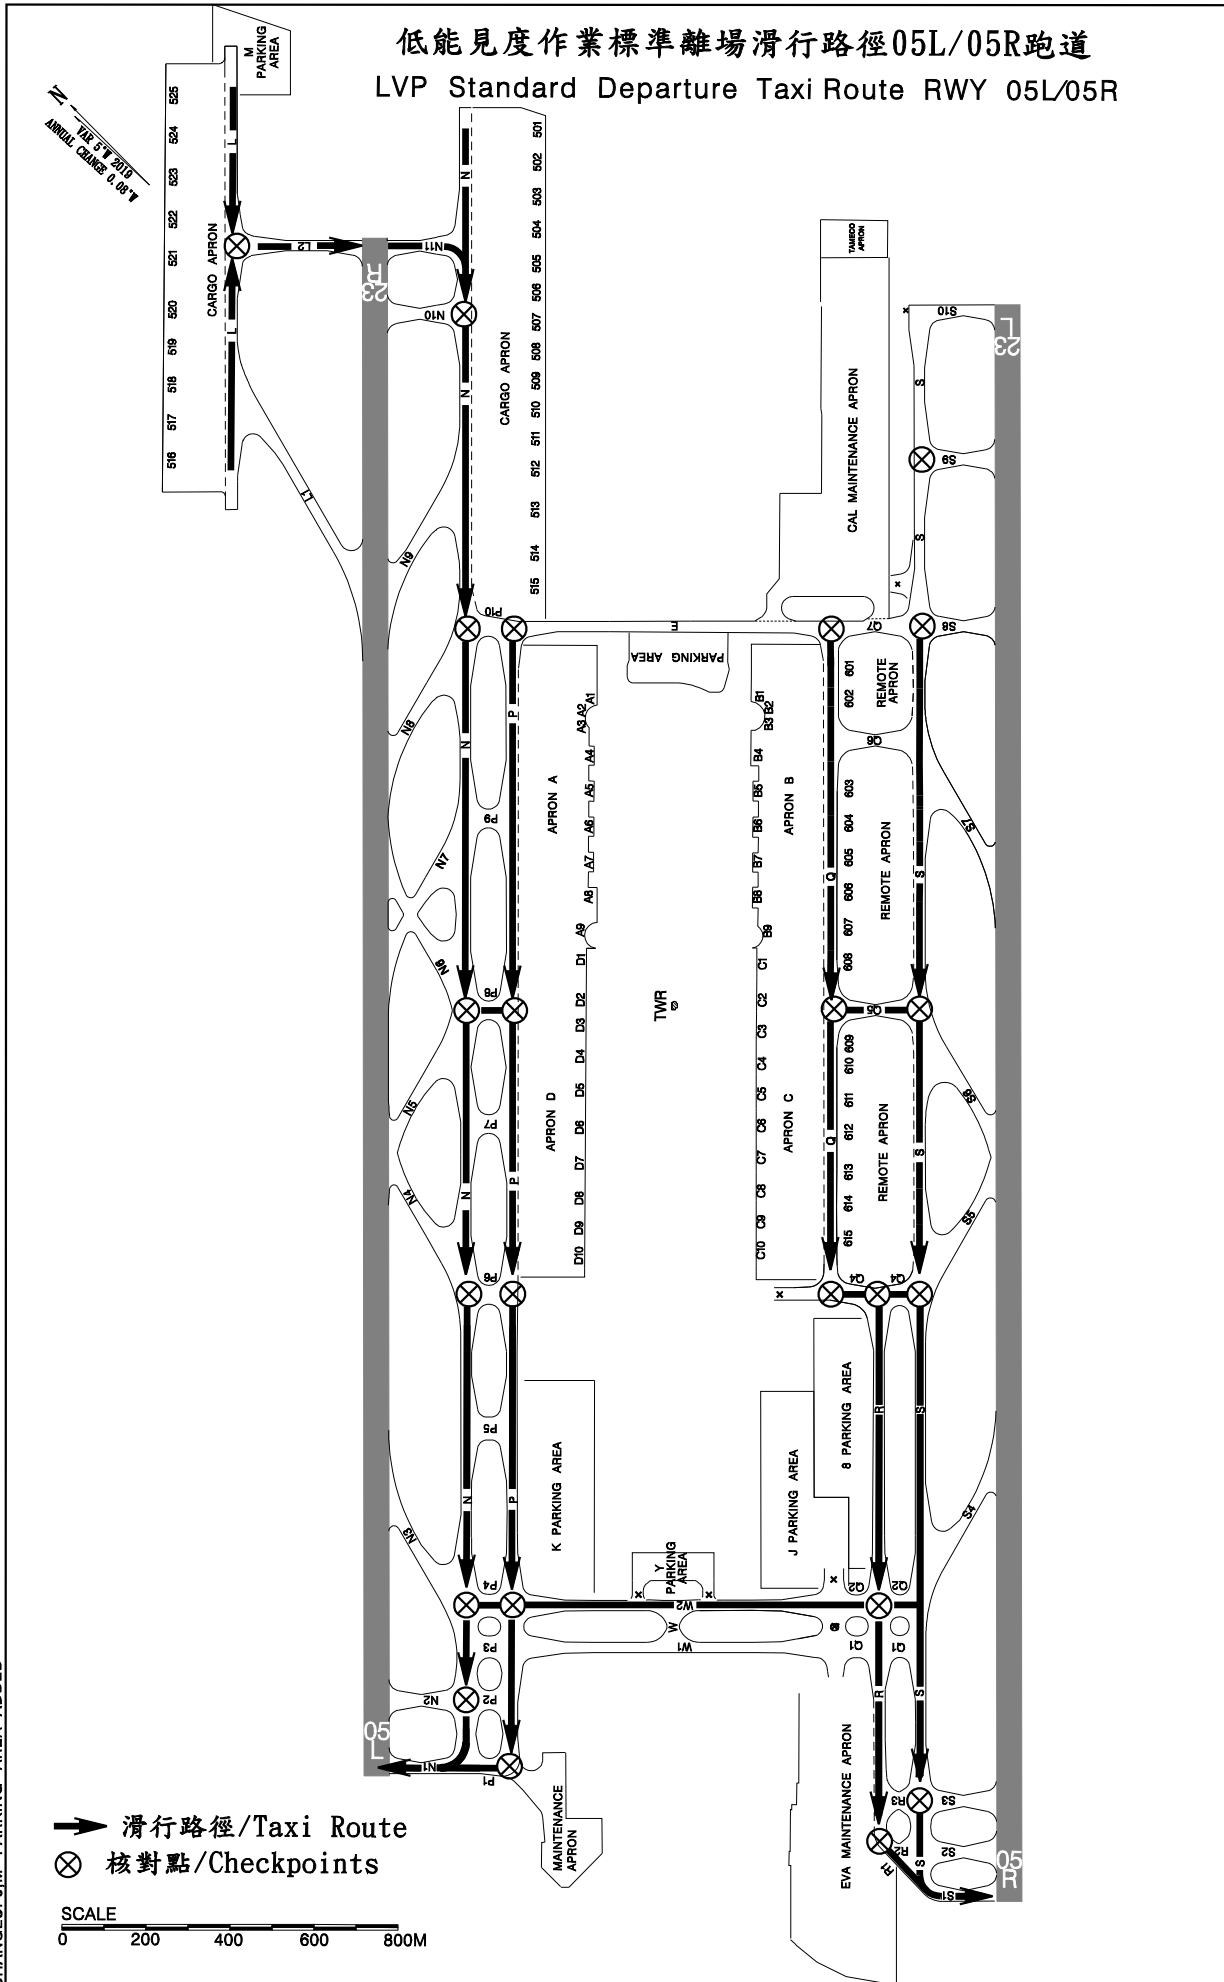 低能見度作業標準離場滑行路徑05L/05R跑道
LVP Standard Departure Taxi Route RWY 05L/05R
N
VAR 5°W 2019
ANNUAL CHANGE 0.08°W
M
PARKING
AREA
525
524
523
522
521
520
519
518
517
516
CARGO APRON
L
L
L2
L1
23
R
N11
N10
N
N
501
502
503
504
505
506
507
508
509
510
511
512
513
514
515
CARGO APRON
TAMECO
APRON
CAL MAINTENANCE APRON
S10
23
L
S
S9
S
S8
N9
P10
E
PARKING AREA
Q7
601
602
REMOTE
APRON
Q6
N8
N
P
A1
A2
A3
A4
A5
A6
A7
A8
A9
APRON A
B1
B2
B3
B4
B5
B6
B7
B8
B9
APRON B
603
604
605
606
607
608
REMOTE APRON
Q
S
S7
P9
N7
N6
P8
TWR
Q5
D1
D2
D3
D4
D5
D6
D7
D8
D9
D10
APRON D
C1
C2
C3
C4
C5
C6
C7
C8
C9
C10
APRON C
609
610
611
612
613
614
615
REMOTE APRON
Q
S
S6
S5
N5
P7
N4
N
P
P6
Q4
Q4
P5
K PARKING AREA
J PARKING AREA
8 PARKING AREA
R
S
S4
N3
N
P
P4
Y
PARKING
AREA
W2
W
W1
Q2
Q2
Q1
Q1
P3
N2
P2
05
L
N1
P1
MAINTENANCE
APRON
EVA MAINTENANCE APRON
R
S
R3
S3
R2
S2
R1
S
S1
05
R
滑行路徑/Taxi Route
核對點/Checkpoints
SCALE
0 200 400 600 800M